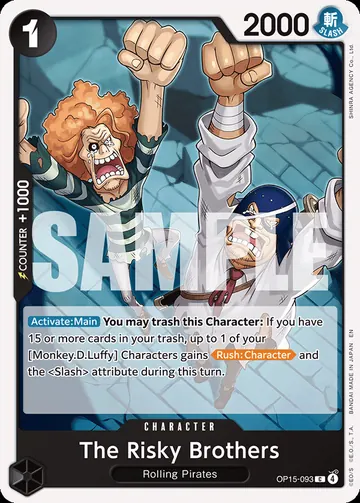 1
2000
斬
SLASH
SHINRA AGENCY Co., Ltd.
COUNTER +1000
SAMPLE
Activate:Main You may trash this Character: If you have
15 or more cards in your trash, up to 1 of your
[Monkey.D.Luffy] Characters gains Rush:Character and
the <Slash> attribute during this turn.
CHARACTER
The Risky Brothers
Rolling Pirates
OP15-093 C 4
©E.O./S. ©E.O./S., T.A. BANDAI MADE IN JAPAN EN